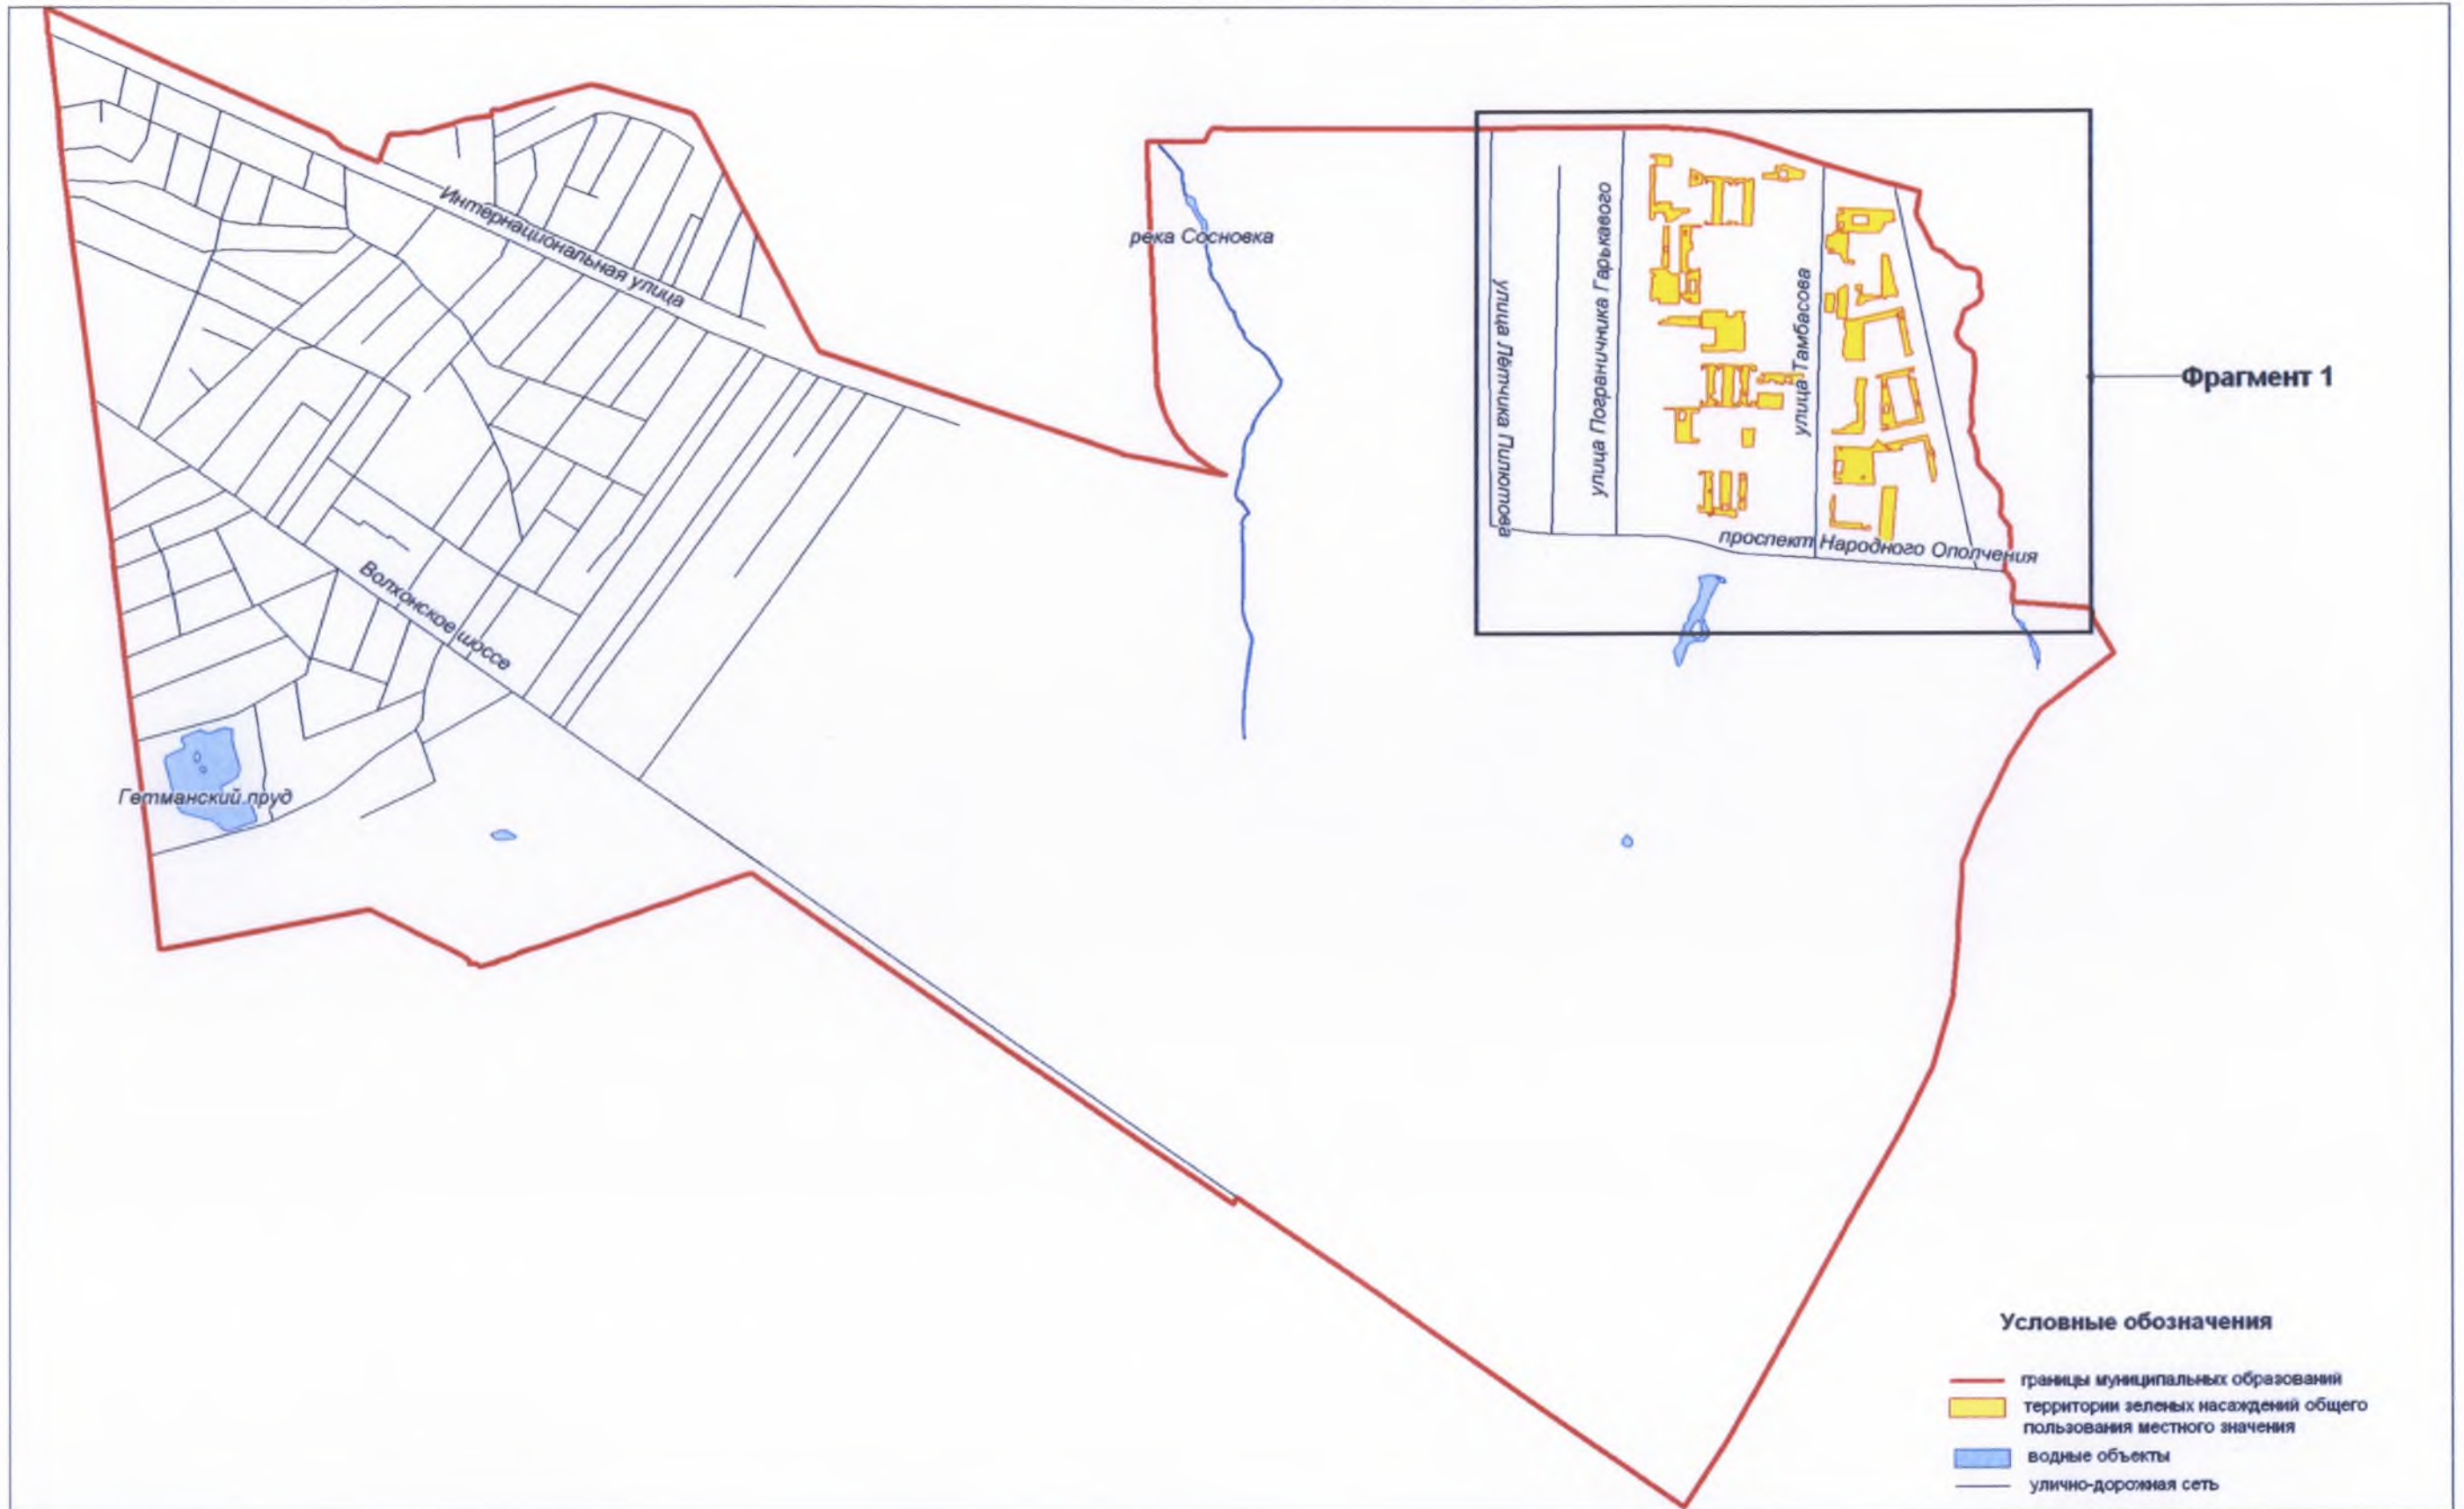 Интернациональная улица
река Сосновка
улица Лётчика Пилютова
улица Пограничника Гарькавого
улица Тамбасова
Фрагмент 1
проспект Народного Ополчения
Волхонское шоссе
Гетманский пруд
Условные обозначения
границы муниципальных образований
территории зеленых насаждений общего
пользования местного значения
водные объекты
улично-дорожная сеть